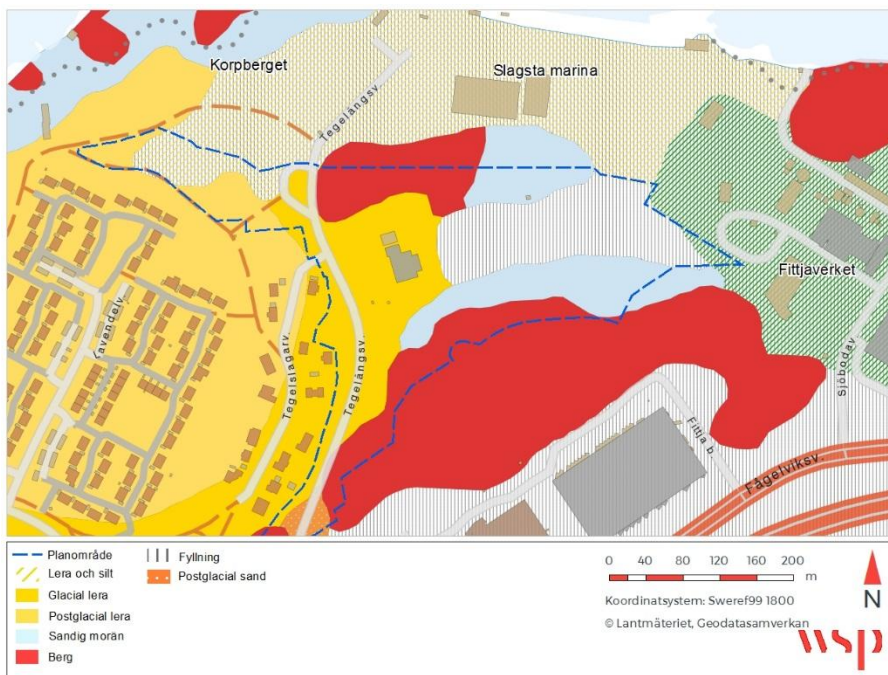 Korpberget
Slagsta marina
Tegelängsv.
Fittjaverket
Lavendelv.
Tegelslagarv.
Tegelängsv.
Sjöbodav.
Fittja b.
Fågelviksv.
Planområde
Lera och silt
Glacial lera
Postglacial lera
Sandig morän
Berg
Fyllning
Postglacial sand
0 40 80 120 160 200
m
Koordinatsystem: Sweref99 1800
© Lantmäteriet, Geodatasamverkan
N
wsp